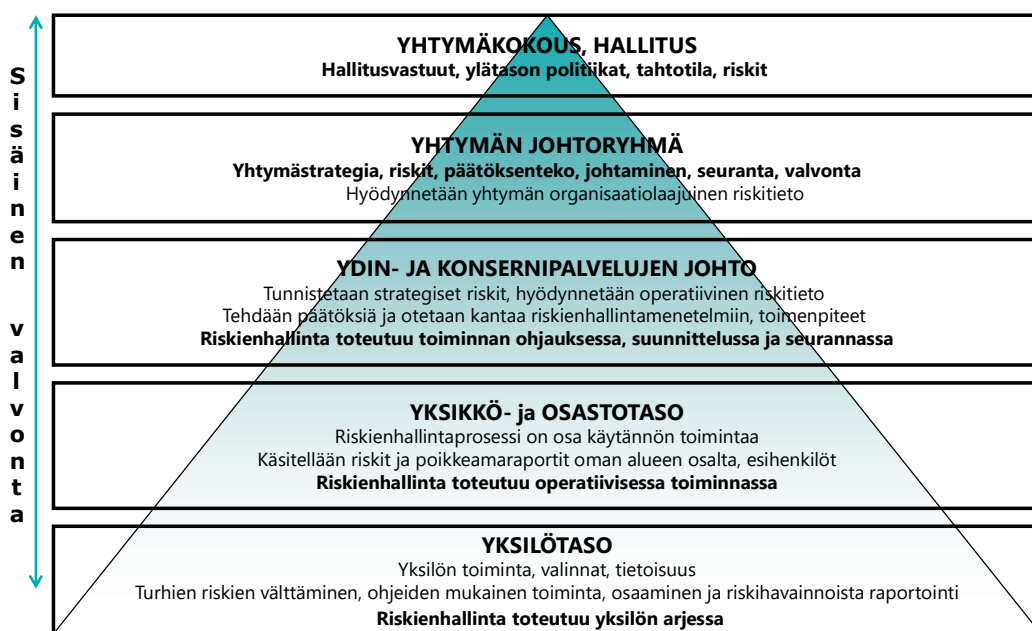 Sisäinen valvonta
YHTYMÄKOKOUS, HALLITUS
Hallitusvastuut, ylätason politiikat, tahtotila, riskit
YHTYMÄN JOHTORYHMÄ
Yhtymästrategia, riskit, päätöksenteko, johtaminen, seuranta, valvonta
Hyödynnetään yhtymän organisaatiolaajuinen riskitieto
YDIN- JA KONSERNIPALVELUJEN JOHTO
Tunnistetaan strategiset riskit, hyödynnetään operatiivinen riskitieto
Tehdään päätöksiä ja otetaan kantaa riskienhallintamenetelmiin, toimenpiteet
Riskienhallinta toteutuu toiminnan ohjauksessa, suunnittelussa ja seurannassa
YKSIKKÖ- ja OSASTOTASO
Riskienhallintaprosessi on osa käytännön toimintaa
Käsitellään riskit ja poikkeamaraportit oman alueen osalta, esihenkilöt
Riskienhallinta toteutuu operatiivisessa toiminnassa
YKSILÖTASO
Yksilön toiminta, valinnat, tietoisuus
Turhien riskien välttäminen, ohjeiden mukainen toiminta, osaaminen ja riskihavainnoista raportointi
Riskienhallinta toteutuu yksilön arjessa